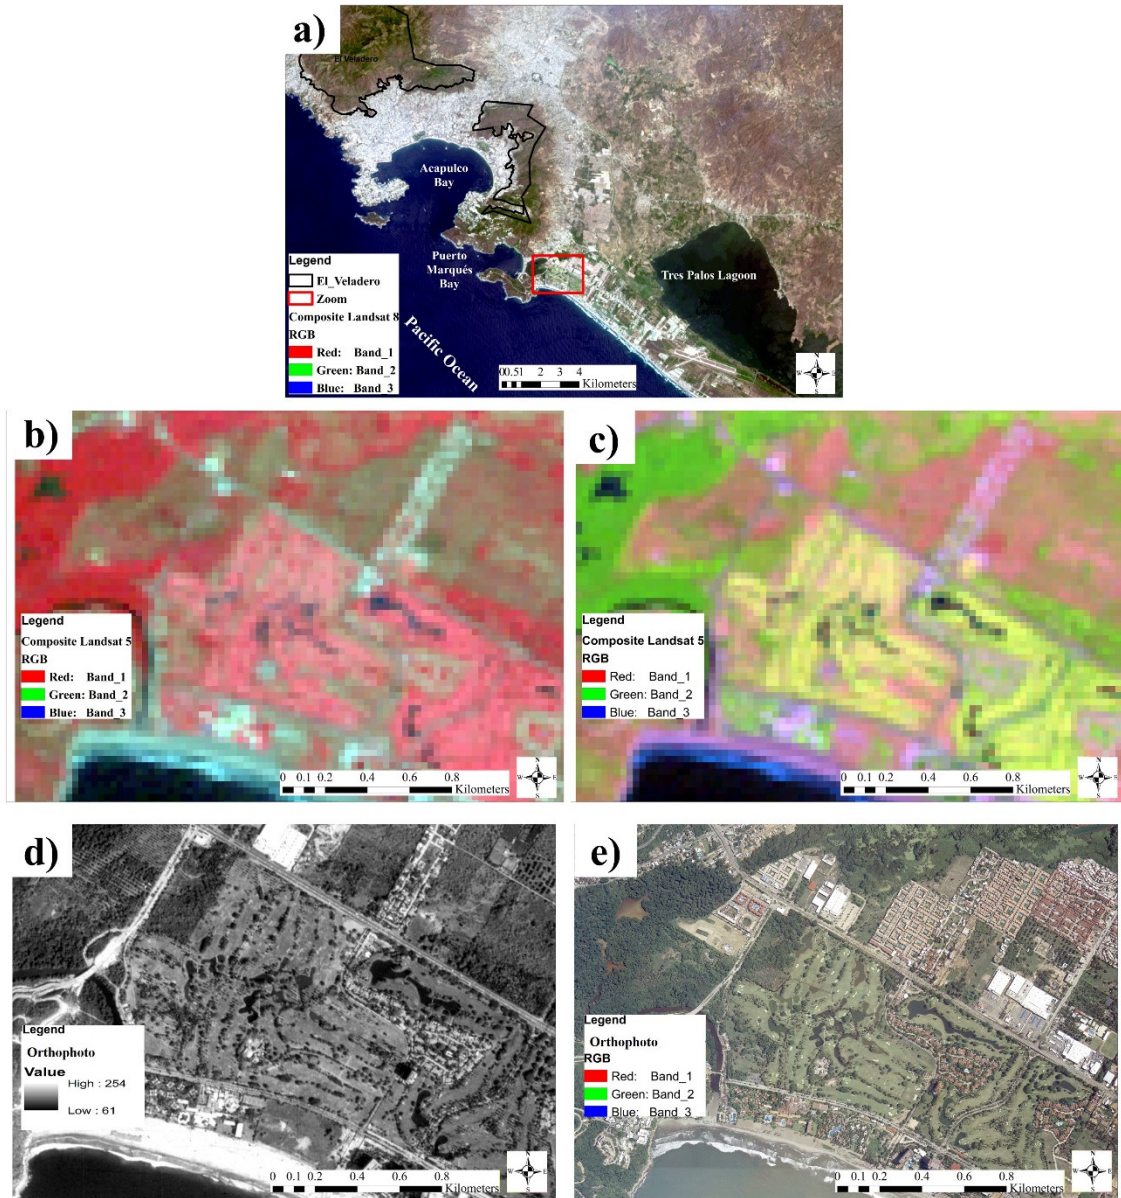 a)
El Veladero
Acapulco
Bay
Puerto
Marqués
Bay
Tres Palos Lagoon
Pacific Ocean
Legend
El_Veladero
Zoom
Composite Landsat 8
RGB
Red: Band_1
Green: Band_2
Blue: Band_3
00.51 2 3 4
Kilometers
N
W E
S
b)
Legend
Composite Landsat 5
RGB
Red: Band_1
Green: Band_2
Blue: Band_3
0 0.1 0.2 0.4 0.6 0.8
Kilometers
N
W E
S
c)
Legend
Composite Landsat 5
RGB
Red: Band_1
Green: Band_2
Blue: Band_3
0 0.1 0.2 0.4 0.6 0.8
Kilometers
N
W E
S
d)
Legend
Orthophoto
Value
High : 254
Low : 61
0 0.1 0.2 0.4 0.6 0.8
Kilometers
N
W E
S
e)
Legend
Orthophoto
RGB
Red: Band_1
Green: Band_2
Blue: Band_3
0 0.1 0.2 0.4 0.6 0.8
Kilometers
N
W E
S